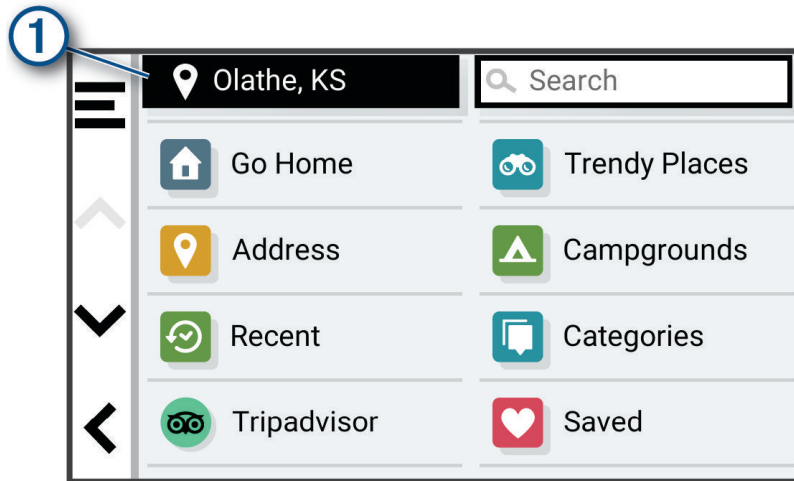 1
Olathe, KS
Search
Go Home
Trendy Places
Address
Campgrounds
Recent
Categories
Tripadvisor
Saved